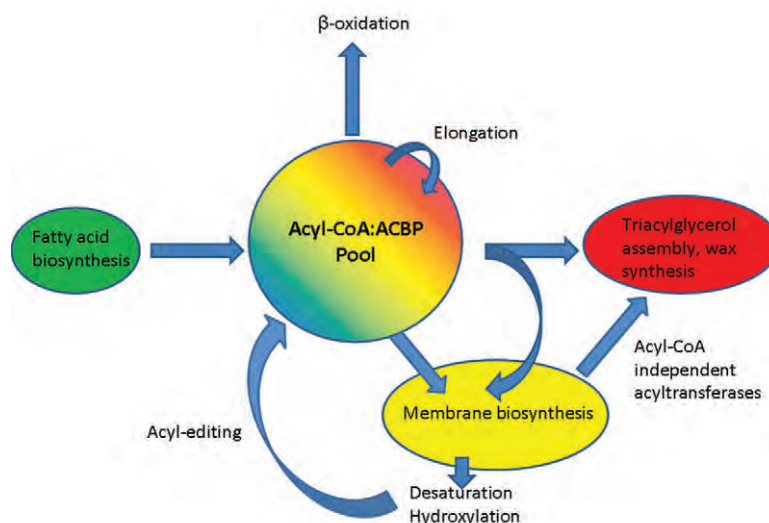 β-oxidation
Elongation
Fatty acid
biosynthesis
Acyl-CoA:ACBP
Pool
Triacylglycerol
assembly, wax
synthesis
Acyl-CoA
independent
acyltransferases
Membrane biosynthesis
Acyl-editing
Desaturation
Hydroxylation